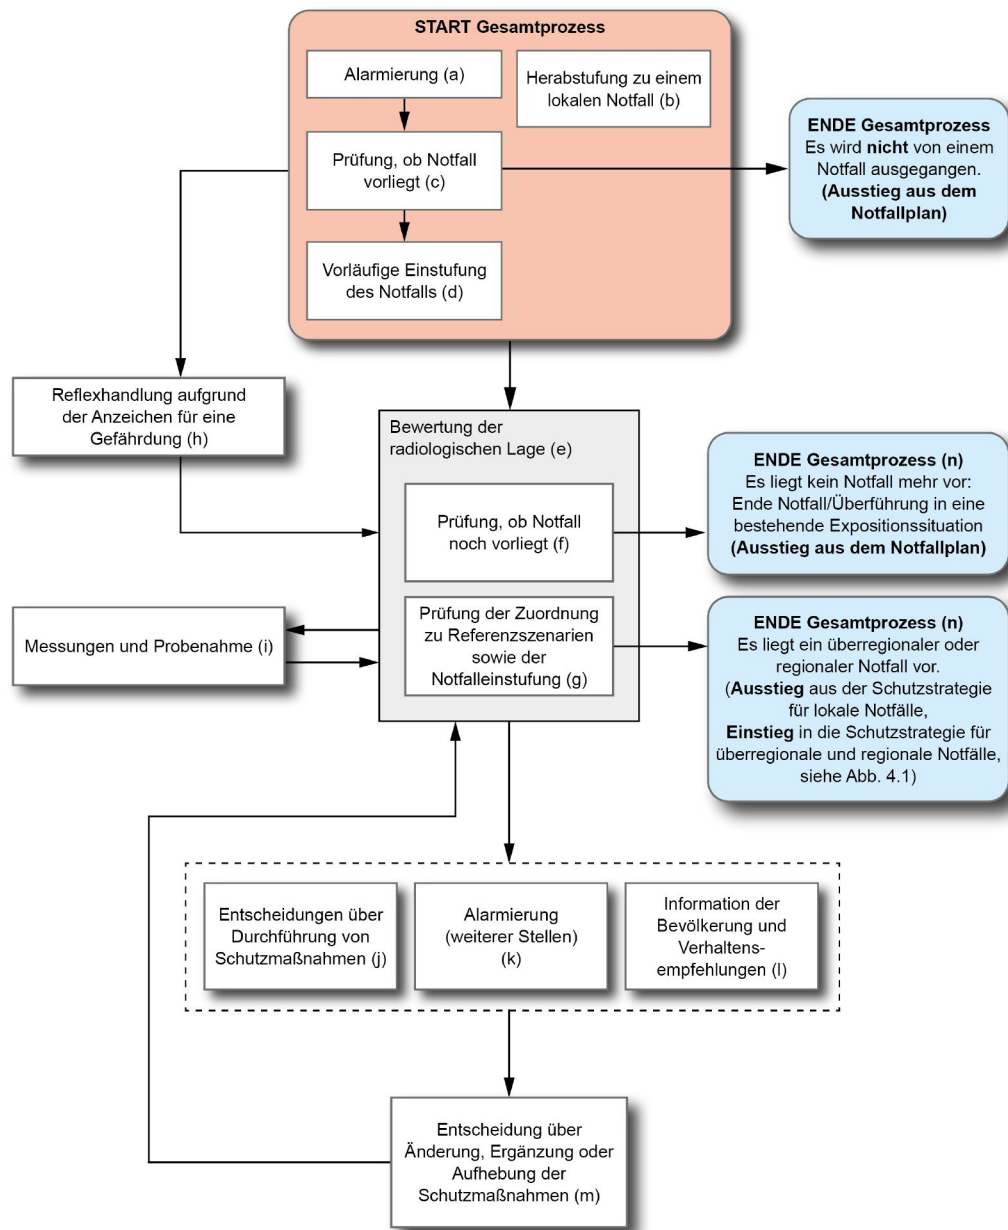 START Gesamtprozess
Alarmierung (a)
Herabstufung zu einem
lokalen Notfall (b)
Prüfung, ob Notfall
vorliegt (c)
Vorläufige Einstufung
des Notfalls (d)
ENDE Gesamtprozess
Es wird nicht von einem
Notfall ausgegangen.
(Ausstieg aus dem
Notfallplan)
Reflexhandlung aufgrund
der Anzeichen für eine
Gefährdung (h)
Bewertung der
radiologischen Lage (e)
Prüfung, ob Notfall
noch vorliegt (f)
ENDE Gesamtprozess (n)
Es liegt kein Notfall mehr vor:
Ende Notfall/Überführung in eine
bestehende Expositionssituation
(Ausstieg aus dem Notfallplan)
Messungen und Probenahme (i)
Prüfung der Zuordnung
zu Referenzszenarien
sowie der
Notfalleinstufung (g)
ENDE Gesamtprozess (n)
Es liegt ein überregionaler oder
regionaler Notfall vor.
(Ausstieg aus der Schutzstrategie
für lokale Notfälle,
Einstieg in die Schutzstrategie für
überregionale und regionale Notfälle,
siehe Abb. 4.1)
Entscheidungen über
Durchführung von
Schutzmaßnahmen (j)
Alarmierung
(weiterer Stellen)
(k)
Information der
Bevölkerung und
Verhaltens-
empfehlungen (l)
Entscheidung über
Änderung, Ergänzung oder
Aufhebung der
Schutzmaßnahmen (m)